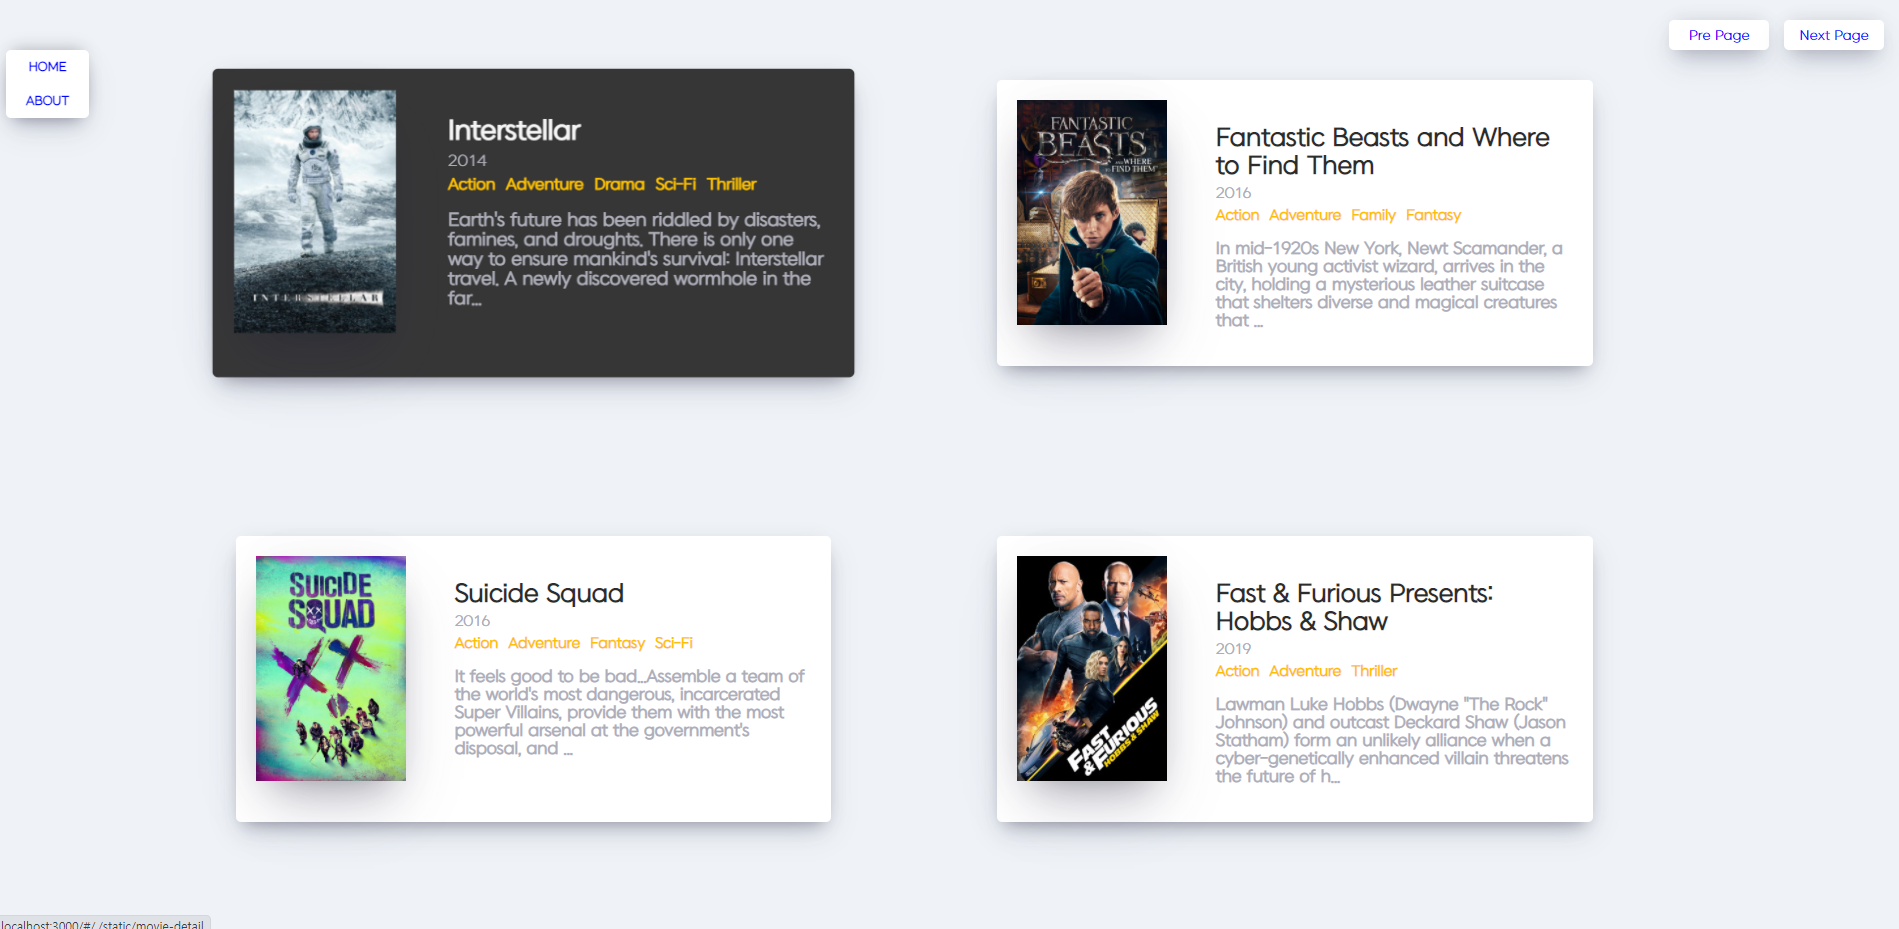 Pre Page
Next Page
HOME
ABOUT
INTERSTELLAR
Interstellar
2014
Action Adventure Drama Sci-Fi Thriller
Earth's future has been riddled by disasters,
famines, and droughts. There is only one
way to ensure mankind's survival: Interstellar
travel. A newly discovered wormhole in the
far...
FANTASTIC
BEASTS
AND WHERE
TO FIND THEM
Fantastic Beasts and Where
to Find Them
2016
Action Adventure Family Fantasy
In mid-1920s New York, Newt Scamander, a
British young activist wizard, arrives in the
city, holding a mysterious leather suitcase
that shelters diverse and magical creatures
that ...
SUICIDE
SQUAD
Suicide Squad
2016
Action Adventure Fantasy Sci-Fi
It feels good to be bad...Assemble a team of
the world's most dangerous, incarcerated
Super Villains, provide them with the most
powerful arsenal at the government's
disposal, and ...
FAST
& FURIOUS
HOBBS & SHAW
Fast & Furious Presents:
Hobbs & Shaw
2019
Action Adventure Thriller
Lawman Luke Hobbs (Dwayne "The Rock"
Johnson) and outcast Deckard Shaw (Jason
Statham) form an unlikely alliance when a
cyber-genetically enhanced villain threatens
the future of h...
localhost:3000/#/./static/movie-detail